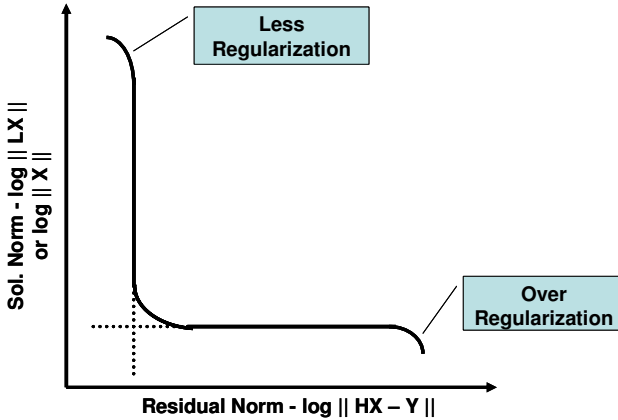 Less
Regularization
Sol. Norm - log || LX ||
or log || X ||
Over
Regularization
Residual Norm - log || HX – Y ||